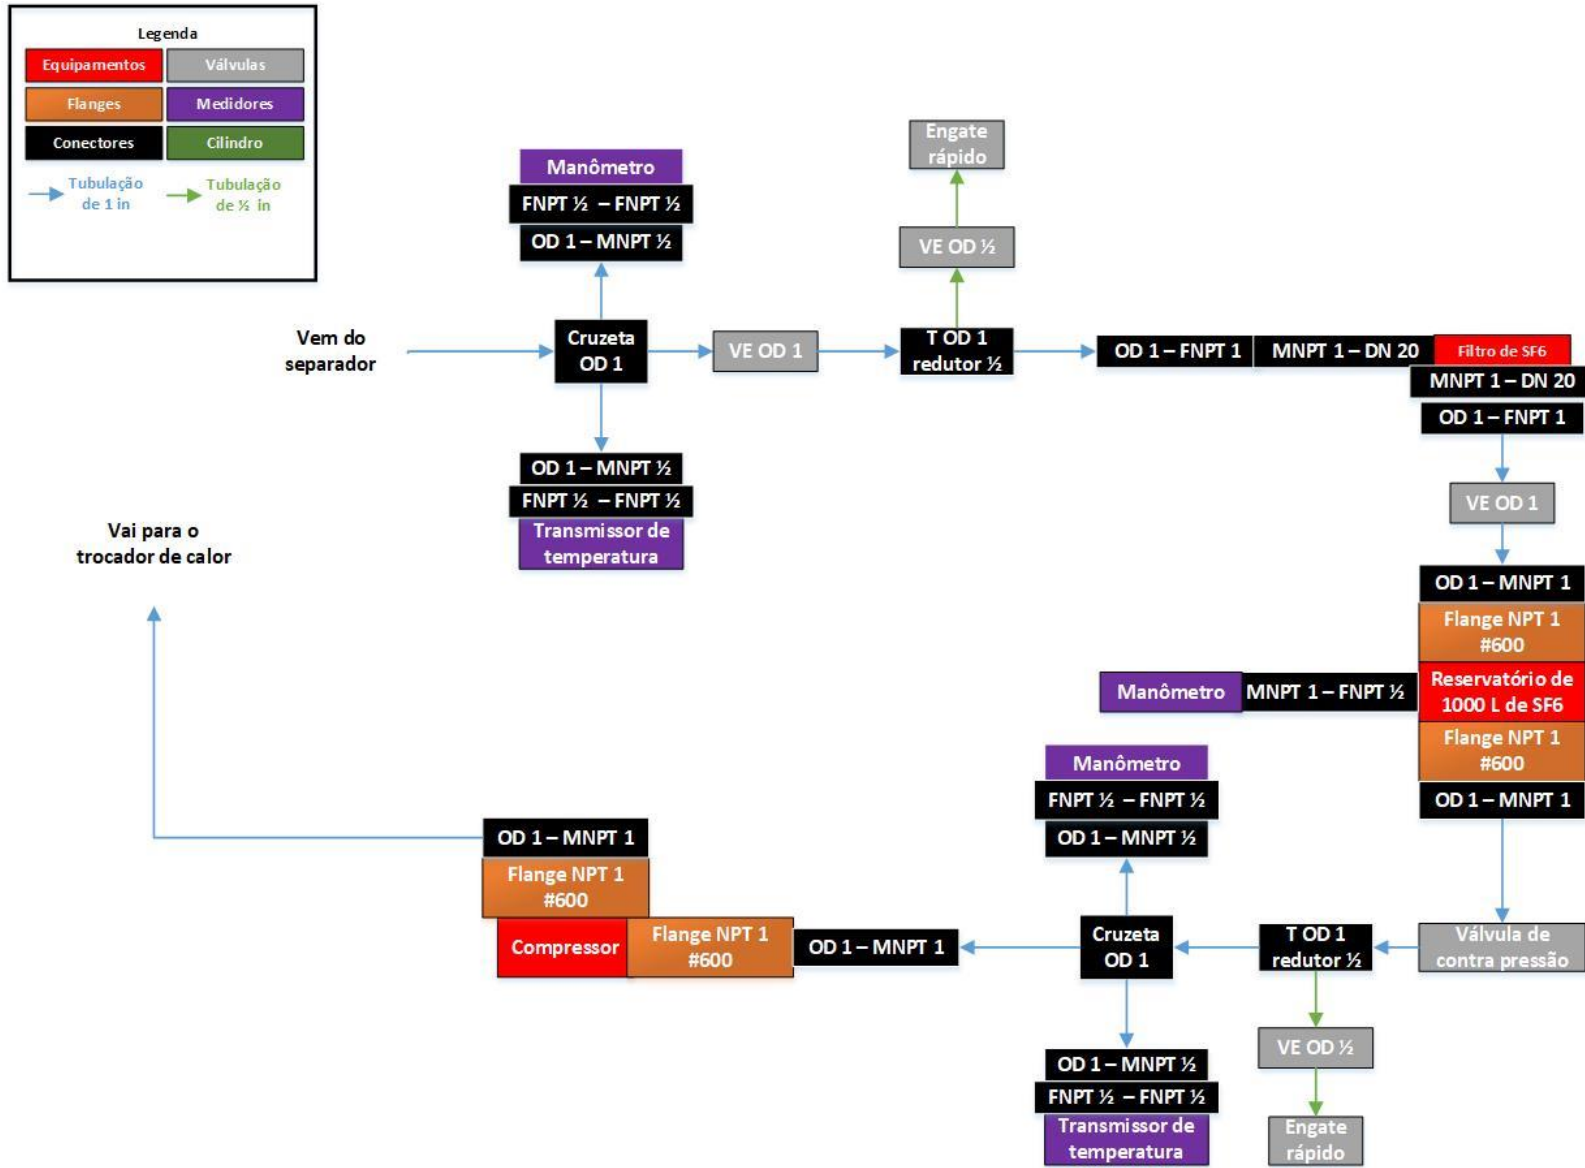 Legenda
Equipamentos
Válvulas
Flanges
Medidores
Conectores
Cilindro
Tubulação
de 1 in
Tubulação
de ½ in
Manômetro
FNPT ½ – FNPT ½
OD 1 – MNPT ½
Engate
rápido
VE OD ½
Vem do
separador
Cruzeta
OD 1
VE OD 1
T OD 1
redutor ½
OD 1 – FNPT 1
MNPT 1 – DN 20
Filtro de SF6
MNPT 1 – DN 20
OD 1 – FNPT 1
OD 1 – MNPT ½
FNPT ½ – FNPT ½
Transmissor de
temperatura
VE OD 1
Vai para o
trocador de calor
OD 1 – MNPT 1
Flange NPT 1
#600
Manômetro
MNPT 1 – FNPT ½
Reservatório de
1000 L de SF6
Flange NPT 1
#600
OD 1 – MNPT 1
Manômetro
FNPT ½ – FNPT ½
OD 1 – MNPT ½
OD 1 – MNPT 1
Flange NPT 1
#600
Compressor
Flange NPT 1
#600
OD 1 – MNPT 1
Cruzeta
OD 1
T OD 1
redutor ½
Válvula de
contra pressão
VE OD ½
OD 1 – MNPT ½
FNPT ½ – FNPT ½
Transmissor de
temperatura
Engate
rápido